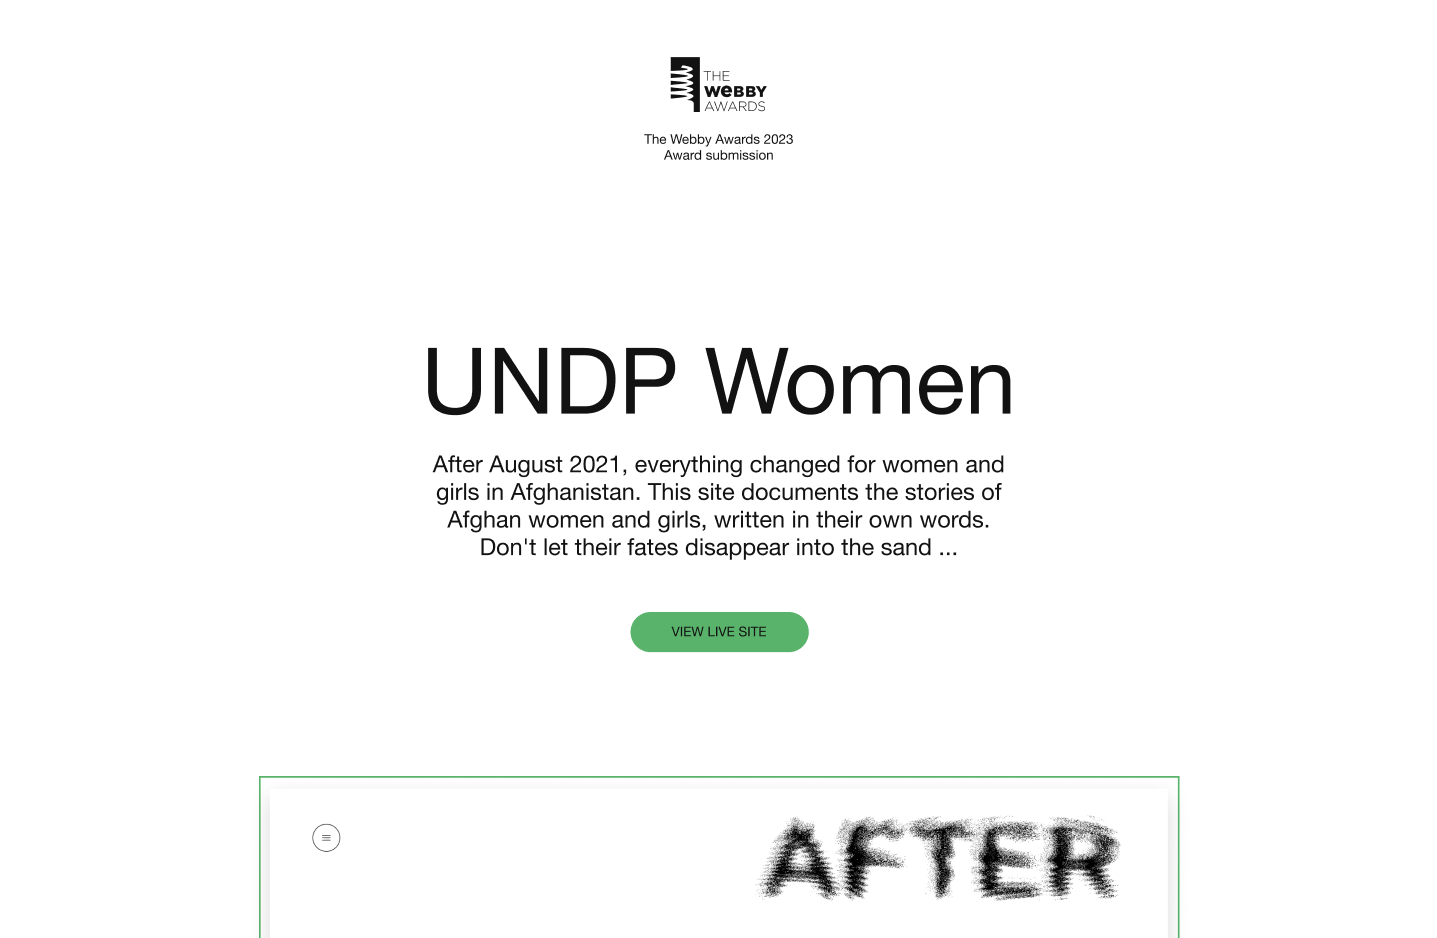 THE
WEBBY
AWARDS
The Webby Awards 2023
Award submission
UNDP Women
After August 2021, everything changed for women and
girls in Afghanistan. This site documents the stories of
Afghan women and girls, written in their own words.
Don't let their fates disappear into the sand ...
VIEW LIVE SITE
AFTER